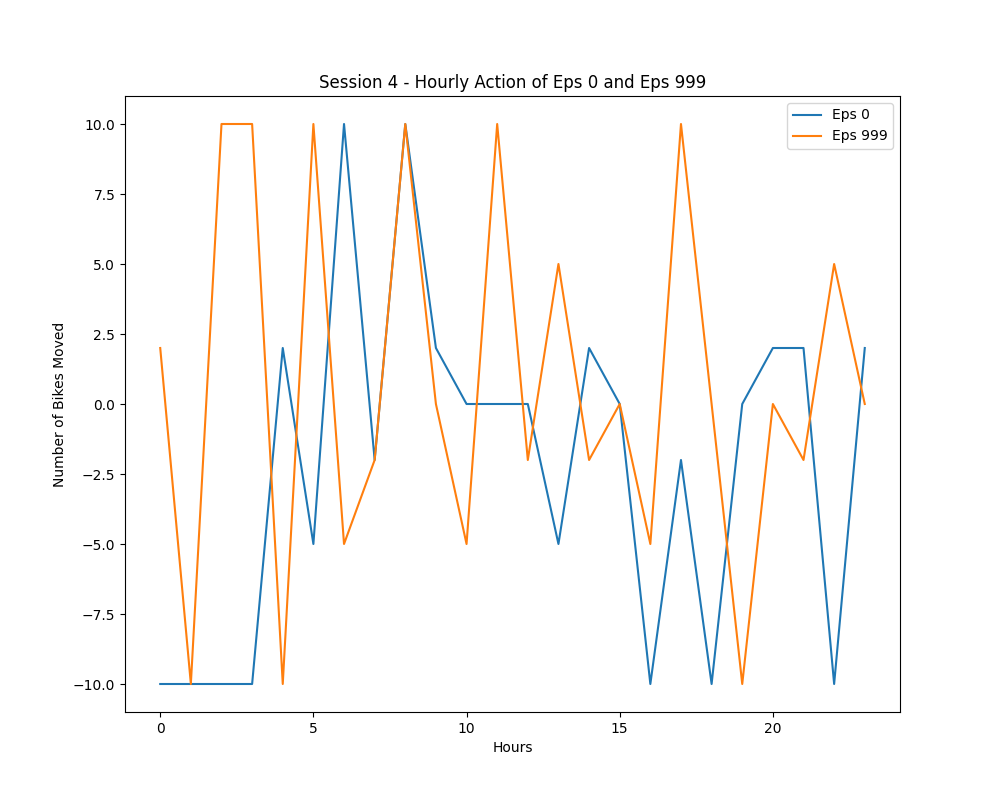 Session 4 - Hourly Action of Eps 0 and Eps 999
Eps 0
Eps 999
10.0
7.5
5.0
2.5
0.0
−2.5
−5.0
−7.5
−10.0
Number of Bikes Moved
0
5
10
15
20
Hours